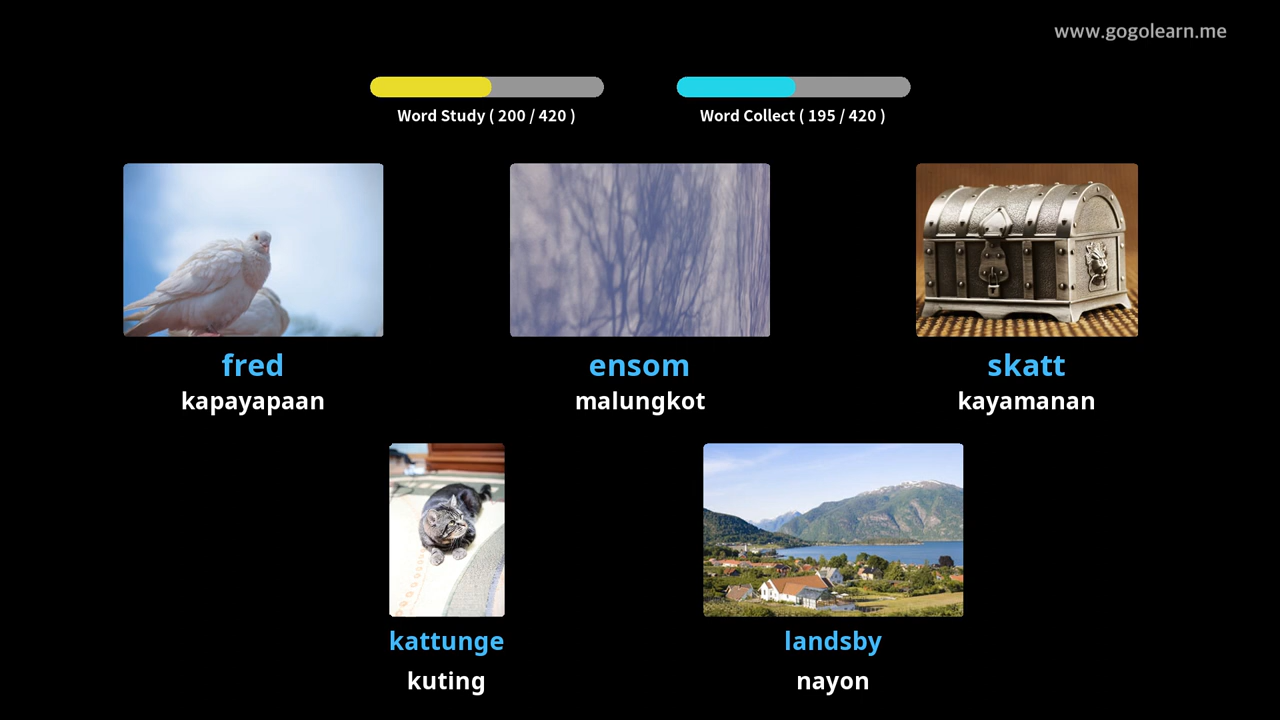 www.gogolearn.me
Word Study ( 200 / 420 )
Word Collect ( 195 / 420 )
fred
kapayapaan
ensom
malungkot
skatt
kayamanan
kattunge
kuting
landsby
nayon